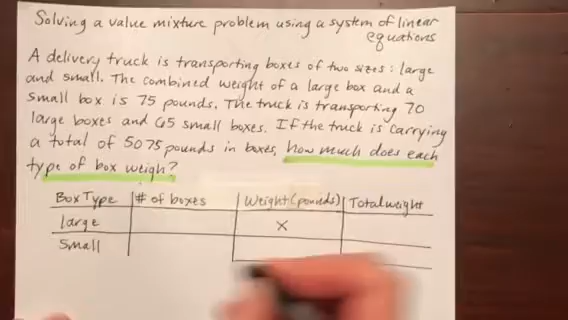 Solving a value mixture problem using a system of linear
equations
A delivery truck is transporting boxes of two sizes: large
and small. The combined weight of a large box and a
small box is 75 pounds. The truck is transporting 70
large boxes and 65 small boxes. If the truck is carrying
a total of 5075 pounds in boxes, how much does each
type of box weigh?
Box Type # of boxes Weight (pounds) Total weight
large x
small